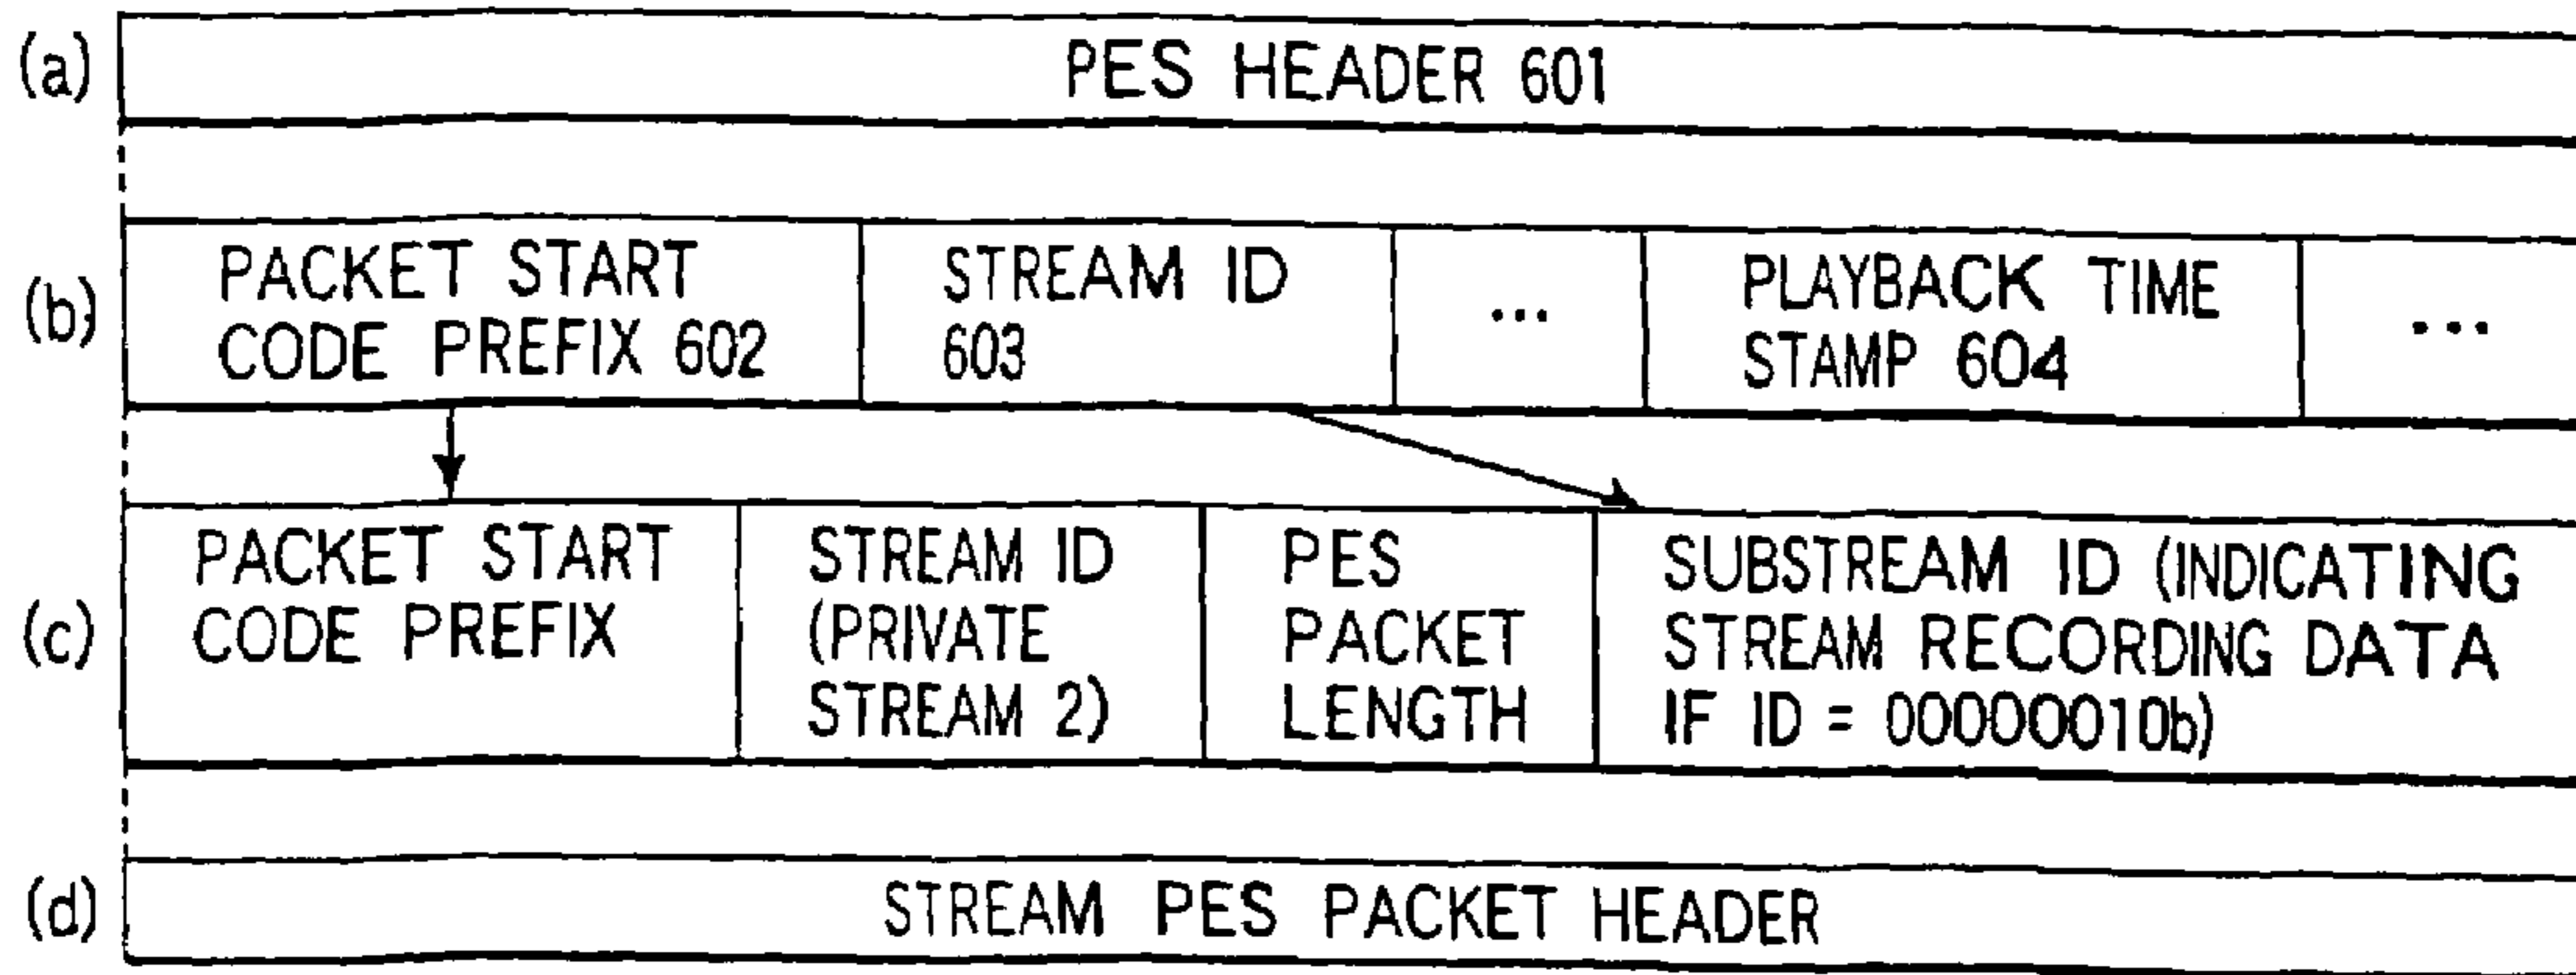 (a) PES HEADER 601
(b) PACKET START CODE PREFIX 602
STREAM ID 603
...
PLAYBACK TIME STAMP 604
...
(c) PACKET START CODE PREFIX
STREAM ID (PRIVATE STREAM 2)
PES PACKET LENGTH
SUBSTREAM ID (INDICATING STREAM RECORDING DATA IF ID = 00000010b)
(d) STREAM PES PACKET HEADER